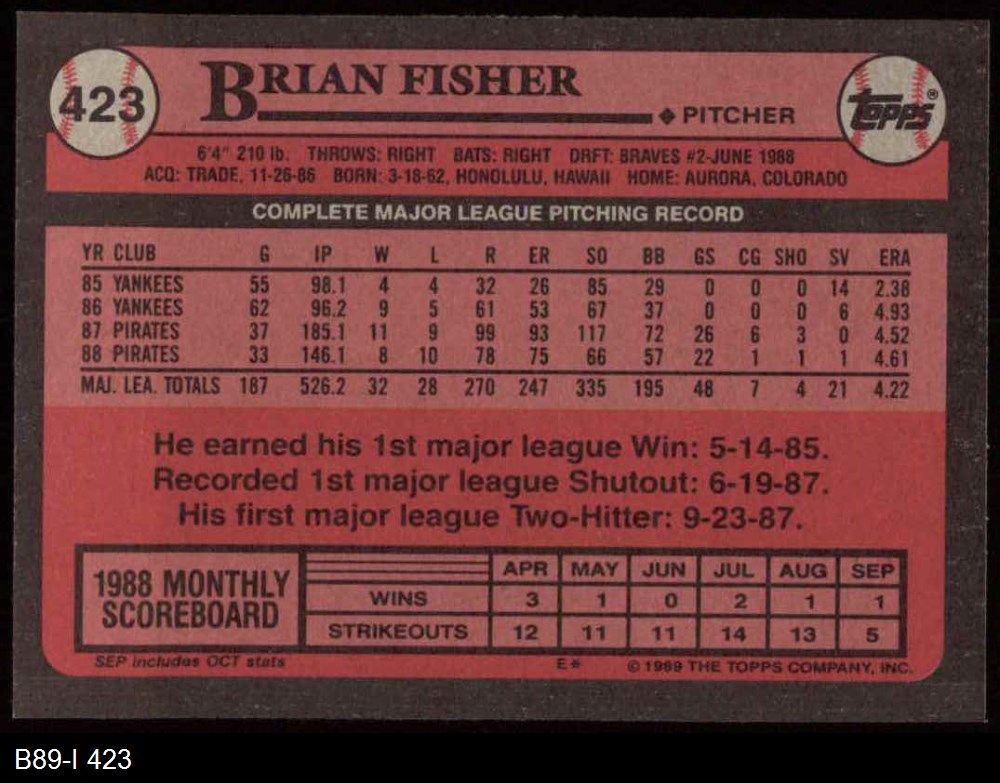 423
BRIAN FISHER
TOPPS®
◆ PITCHER
6'4" 210 lb. THROWS: RIGHT BATS: RIGHT DRFT: BRAVES #2-JUNE 1988
ACQ: TRADE, 11-26-86 BORN: 3-18-62, HONOLULU, HAWAII HOME: AURORA, COLORADO
COMPLETE MAJOR LEAGUE PITCHING RECORD
YR CLUB G IP W L R ER SO BB GS CG SHO SV ERA
85 YANKEES 55 98.1 4 4 32 26 85 29 0 0 0 14 2.38
86 YANKEES 62 96.2 9 5 61 53 67 37 0 0 0 6 4.93
87 PIRATES 37 185.1 11 9 99 93 117 72 26 6 3 0 4.52
88 PIRATES 33 146.1 8 10 78 75 66 57 22 1 1 1 4.61
MAJ. LEA. TOTALS 187 526.2 32 28 270 247 335 195 48 7 4 21 4.22
He earned his 1st major league Win: 5-14-85.
Recorded 1st major league Shutout: 6-19-87.
His first major league Two-Hitter: 9-23-87.
1988 MONTHLY SCOREBOARD
APR MAY JUN JUL AUG SEP
WINS 3 1 0 2 1 1
STRIKEOUTS 12 11 11 14 13 5
SEP includes OCT stats E* © 1989 THE TOPPS COMPANY, INC.
B89-I 423